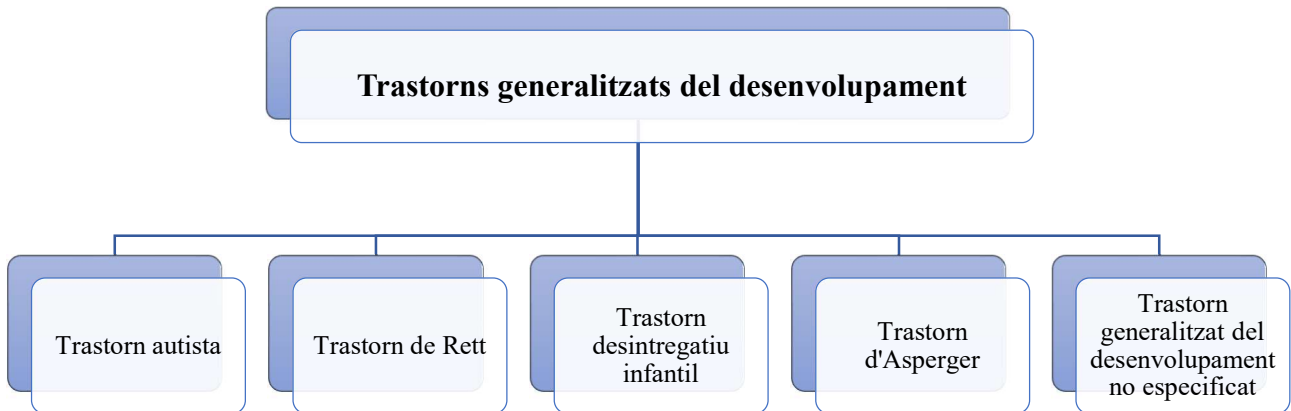 Trastorns generalitzats del desenvolupament
Trastorn autista
Trastorn de Rett
Trastorn
desintregatiu
infantil
Trastorn
d'Asperger
Trastorn
generalitzat del
desenvolupament
no especificat